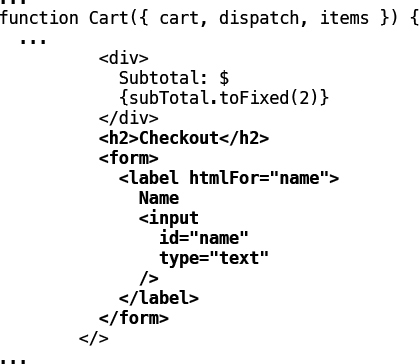 ...
function Cart({ cart, dispatch, items }) {
  ...
          <div>
            Subtotal: $
            {subTotal.toFixed(2)}
          </div>
          <h2>Checkout</h2>
          <form>
            <label htmlFor="name">
              Name
              <input
                id="name"
                type="text"
              />
            </label>
          </form>
        </>
...